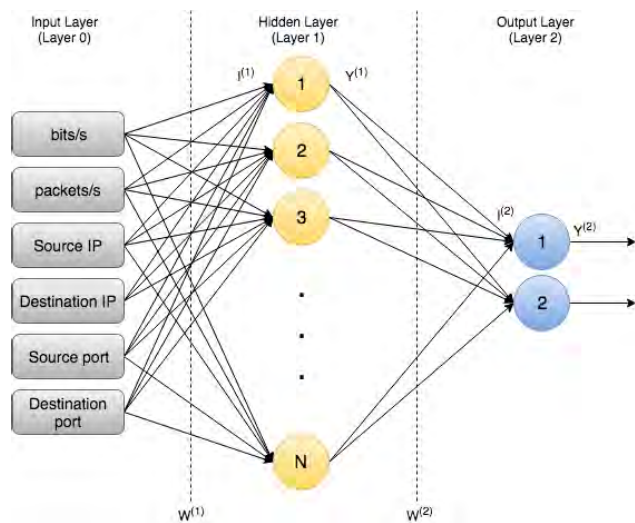 Input Layer
(Layer 0)
Hidden Layer
(Layer 1)
Output Layer
(Layer 2)
I(1)
Y(1)
1
bits/s
2
packets/s
3
Source IP
I(2)
Y(2)
1
Destination IP
2
Source port
Destination
port
N
W(1)
W(2)